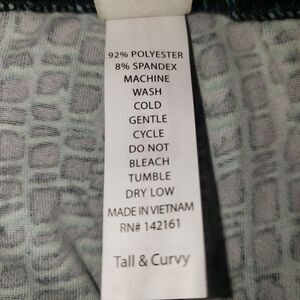 92% POLYESTER
8% SPANDEX
MACHINE
WASH
COLD
GENTLE
CYCLE
DO NOT
BLEACH
TUMBLE
DRY LOW
MADE IN VIETNAM
RN# 142161
Tall & Curvy